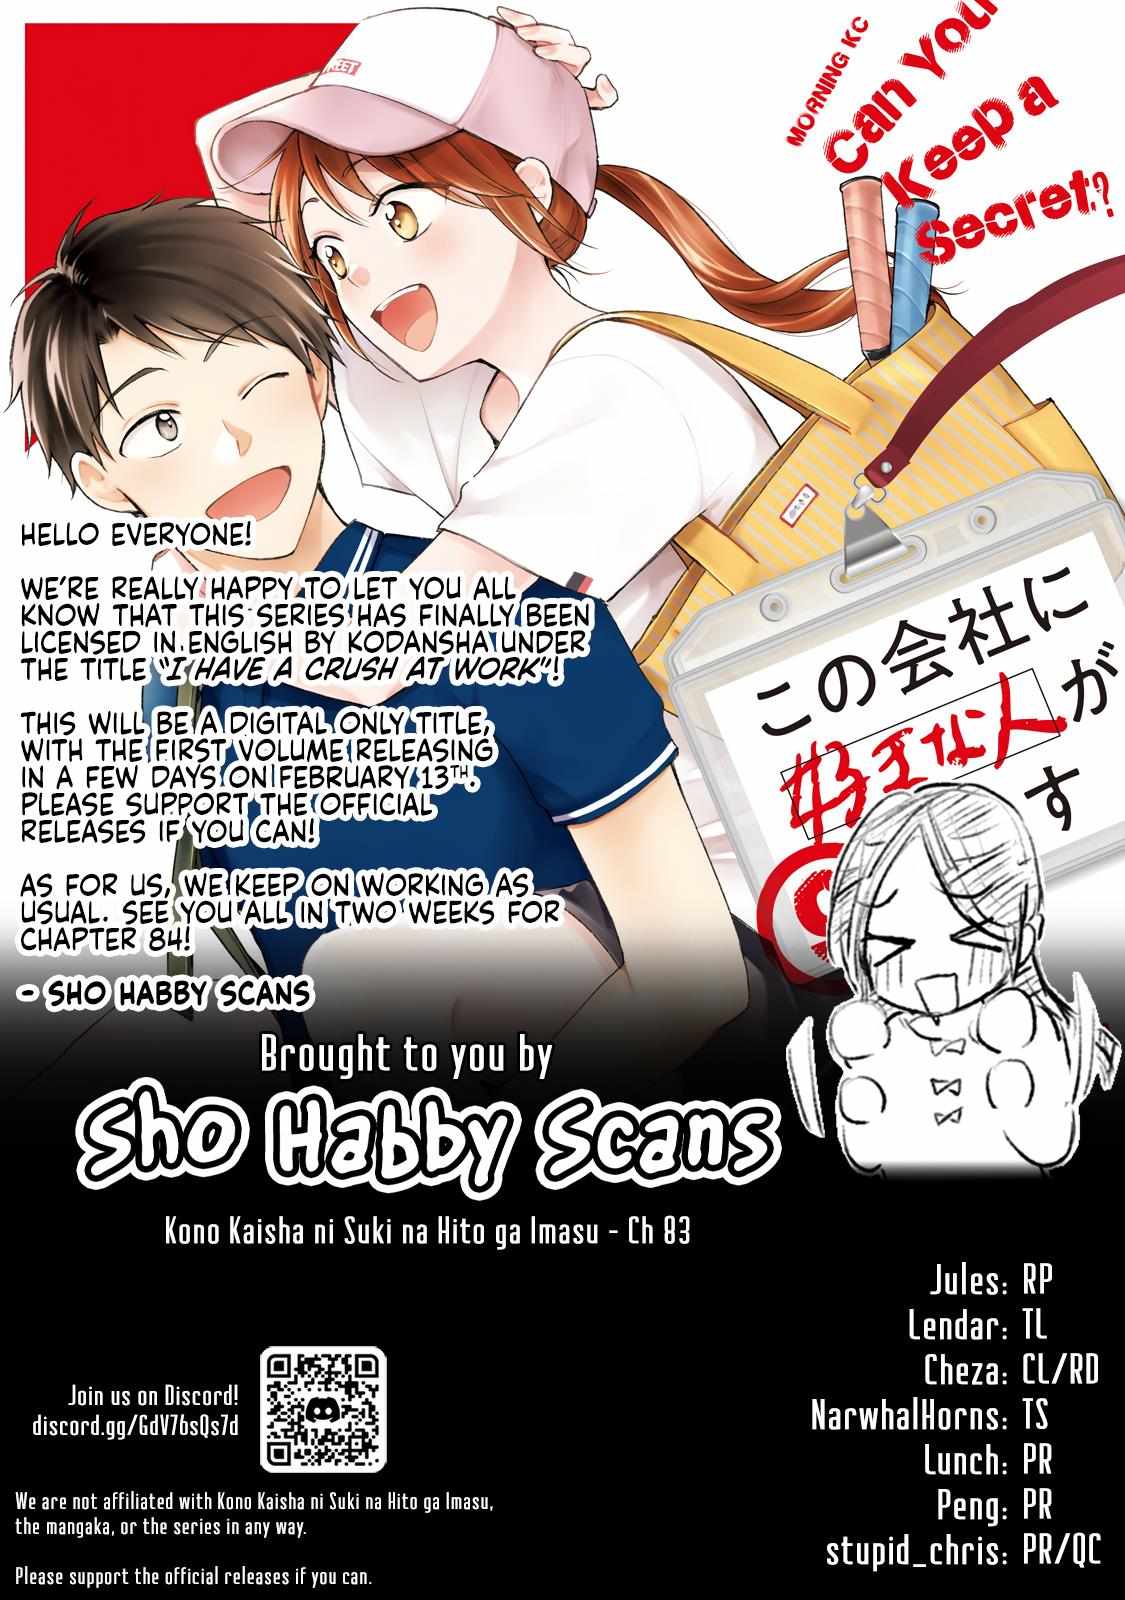 MORNING KC
Can You
Keep a
Secret?
HELLO EVERYONE!
WE'RE REALLY HAPPY TO LET YOU ALL
KNOW THAT THIS SERIES HAS FINALLY BEEN
LICENSED IN ENGLISH BY KODANSHA UNDER
THE TITLE "I HAVE A CRUSH AT WORK"!
THIS WILL BE A DIGITAL ONLY TITLE,
WITH THE FIRST VOLUME RELEASING
IN A FEW DAYS ON FEBRUARY 13TH.
PLEASE SUPPORT THE OFFICIAL
RELEASES IF YOU CAN!
AS FOR US, WE KEEP ON WORKING AS
USUAL. SEE YOU ALL IN TWO WEEKS FOR
CHAPTER 84!
- SHO HABBY SCANS
この会社に
好きな人が
す
Brought to you by
Sho Habby Scans
Kono Kaisha ni Suki na Hito ga Imasu - Ch 83
Jules: RP
Lendar: TL
Cheza: CL/RD
NarwhalHorns: TS
Lunch: PR
Peng: PR
stupid_chris: PR/QC
Join us on Discord!
discord.gg/GdV76sQs7d
We are not affiliated with Kono Kaisha ni Suki na Hito ga Imasu,
the mangaka, or the series in any way.
Please support the official releases if you can.